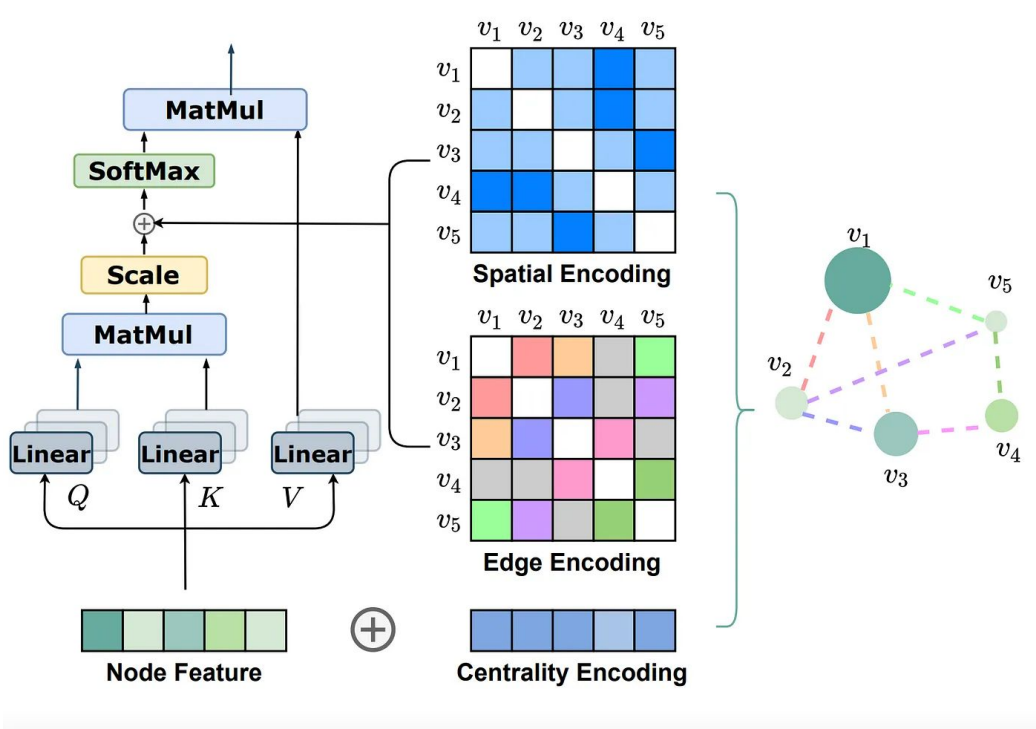 MatMul
SoftMax
Scale
MatMul
Linear
Linear
Linear
Q
K
V
Node Feature
v1 v2 v3 v4 v5
v1
v2
v3
v4
v5
Spatial Encoding
v1 v2 v3 v4 v5
v1
v2
v3
v4
v5
Edge Encoding
Centrality Encoding
v1
v5
v2
v4
v3